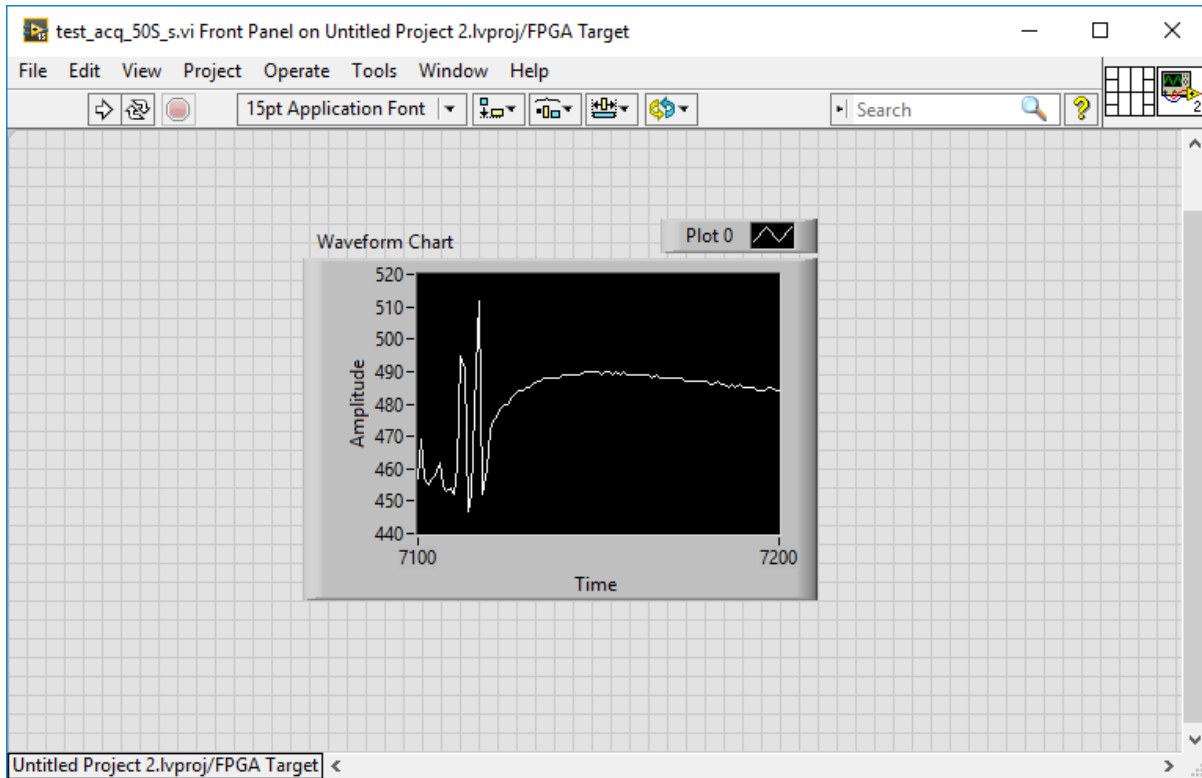 test_acq_50S_s.vi Front Panel on Untitled Project 2.lvproj/FPGA Target
File Edit View Project Operate Tools Window Help
15pt Application Font
Search
?
2
15
Plot 0
Waveform Chart
520
510
500
490
480
470
460
450
440
Amplitude
7100
7200
Time
Untitled Project 2.lvproj/FPGA Target